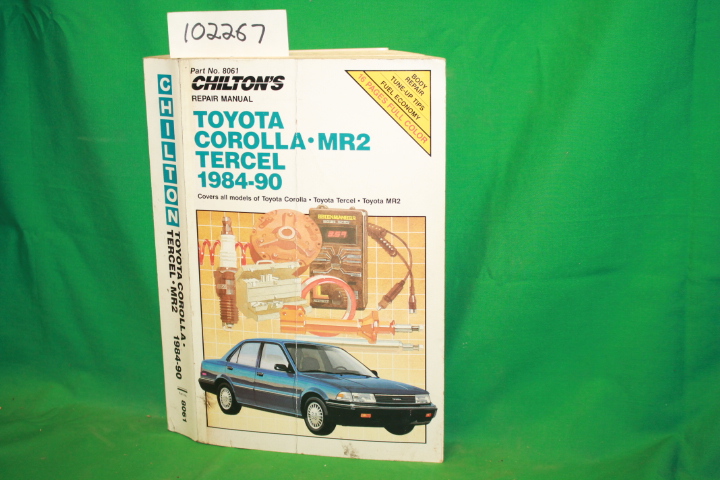 102267
Part No. 8061
CHILTON'S
REPAIR MANUAL
BODY
REPAIR
TUNE-UP TIPS
FUEL ECONOMY
16 PAGES FULL COLOR
TOYOTA
COROLLA • MR2
TERCEL
1984-90
Covers all models of Toyota Corolla • Toyota Tercel • Toyota MR2
CHILTON
TOYOTA COROLLA •
TERCEL • MR2
1984-90
8061